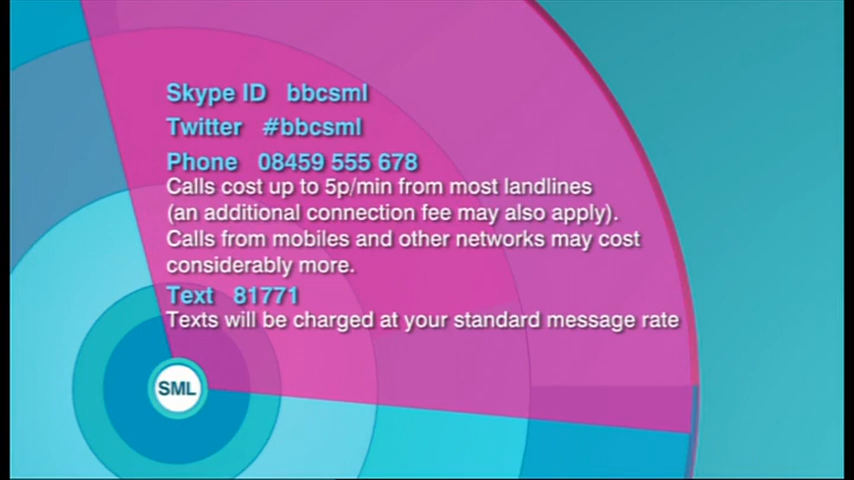 Skype ID bbcsml
Twitter #bbcsml
Phone 08459 555 678
Calls cost up to 5p/min from most landlines
(an additional connection fee may also apply).
Calls from mobiles and other networks may cost
considerably more.
Text 81771
Texts will be charged at your standard message rate
SML